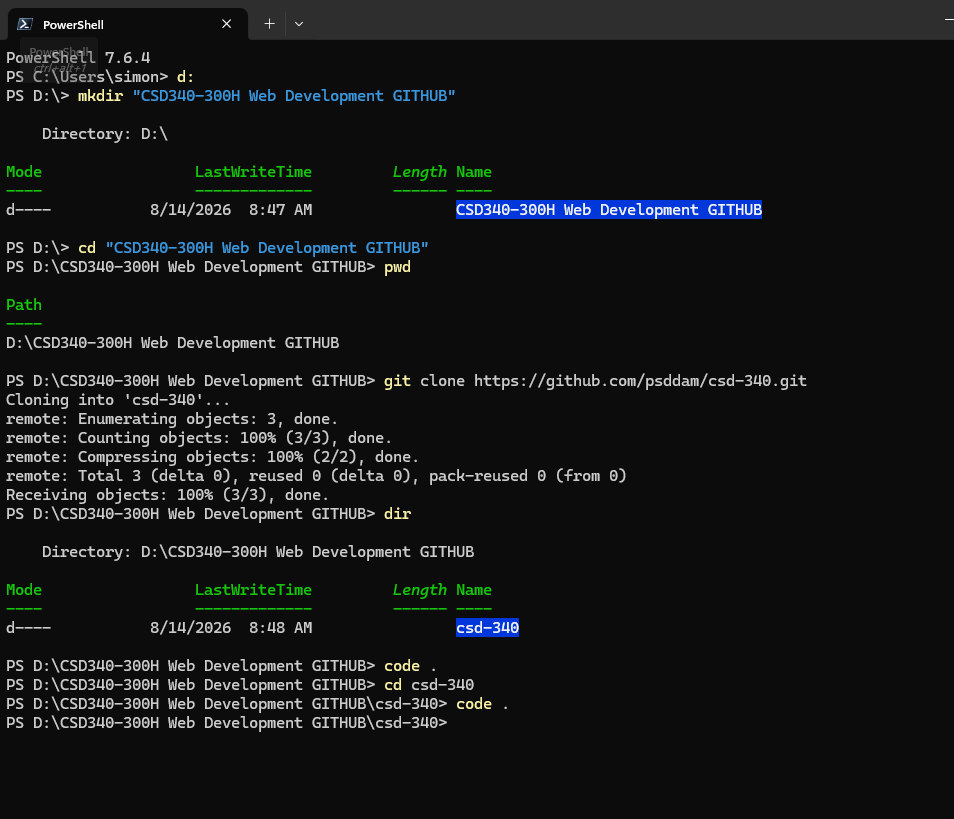 PowerShell
PowerShell 7.6.4
PowerShell
ctrl+alt+1
PS C:\Users\simon> d:
PS D:\> mkdir "CSD340-300H Web Development GITHUB"
Directory: D:\
Mode LastWriteTime Length Name
---- ------------- ------ ----
d---- 8/14/2026 8:47 AM CSD340-300H Web Development GITHUB
PS D:\> cd "CSD340-300H Web Development GITHUB"
PS D:\CSD340-300H Web Development GITHUB> pwd
Path
----
D:\CSD340-300H Web Development GITHUB
PS D:\CSD340-300H Web Development GITHUB> git clone https://github.com/psddam/csd-340.git
Cloning into 'csd-340'...
remote: Enumerating objects: 3, done.
remote: Counting objects: 100% (3/3), done.
remote: Compressing objects: 100% (2/2), done.
remote: Total 3 (delta 0), reused 0 (delta 0), pack-reused 0 (from 0)
Receiving objects: 100% (3/3), done.
PS D:\CSD340-300H Web Development GITHUB> dir
Directory: D:\CSD340-300H Web Development GITHUB
Mode LastWriteTime Length Name
---- ------------- ------ ----
d---- 8/14/2026 8:48 AM csd-340
PS D:\CSD340-300H Web Development GITHUB> code .
PS D:\CSD340-300H Web Development GITHUB> cd csd-340
PS D:\CSD340-300H Web Development GITHUB\csd-340> code .
PS D:\CSD340-300H Web Development GITHUB\csd-340>